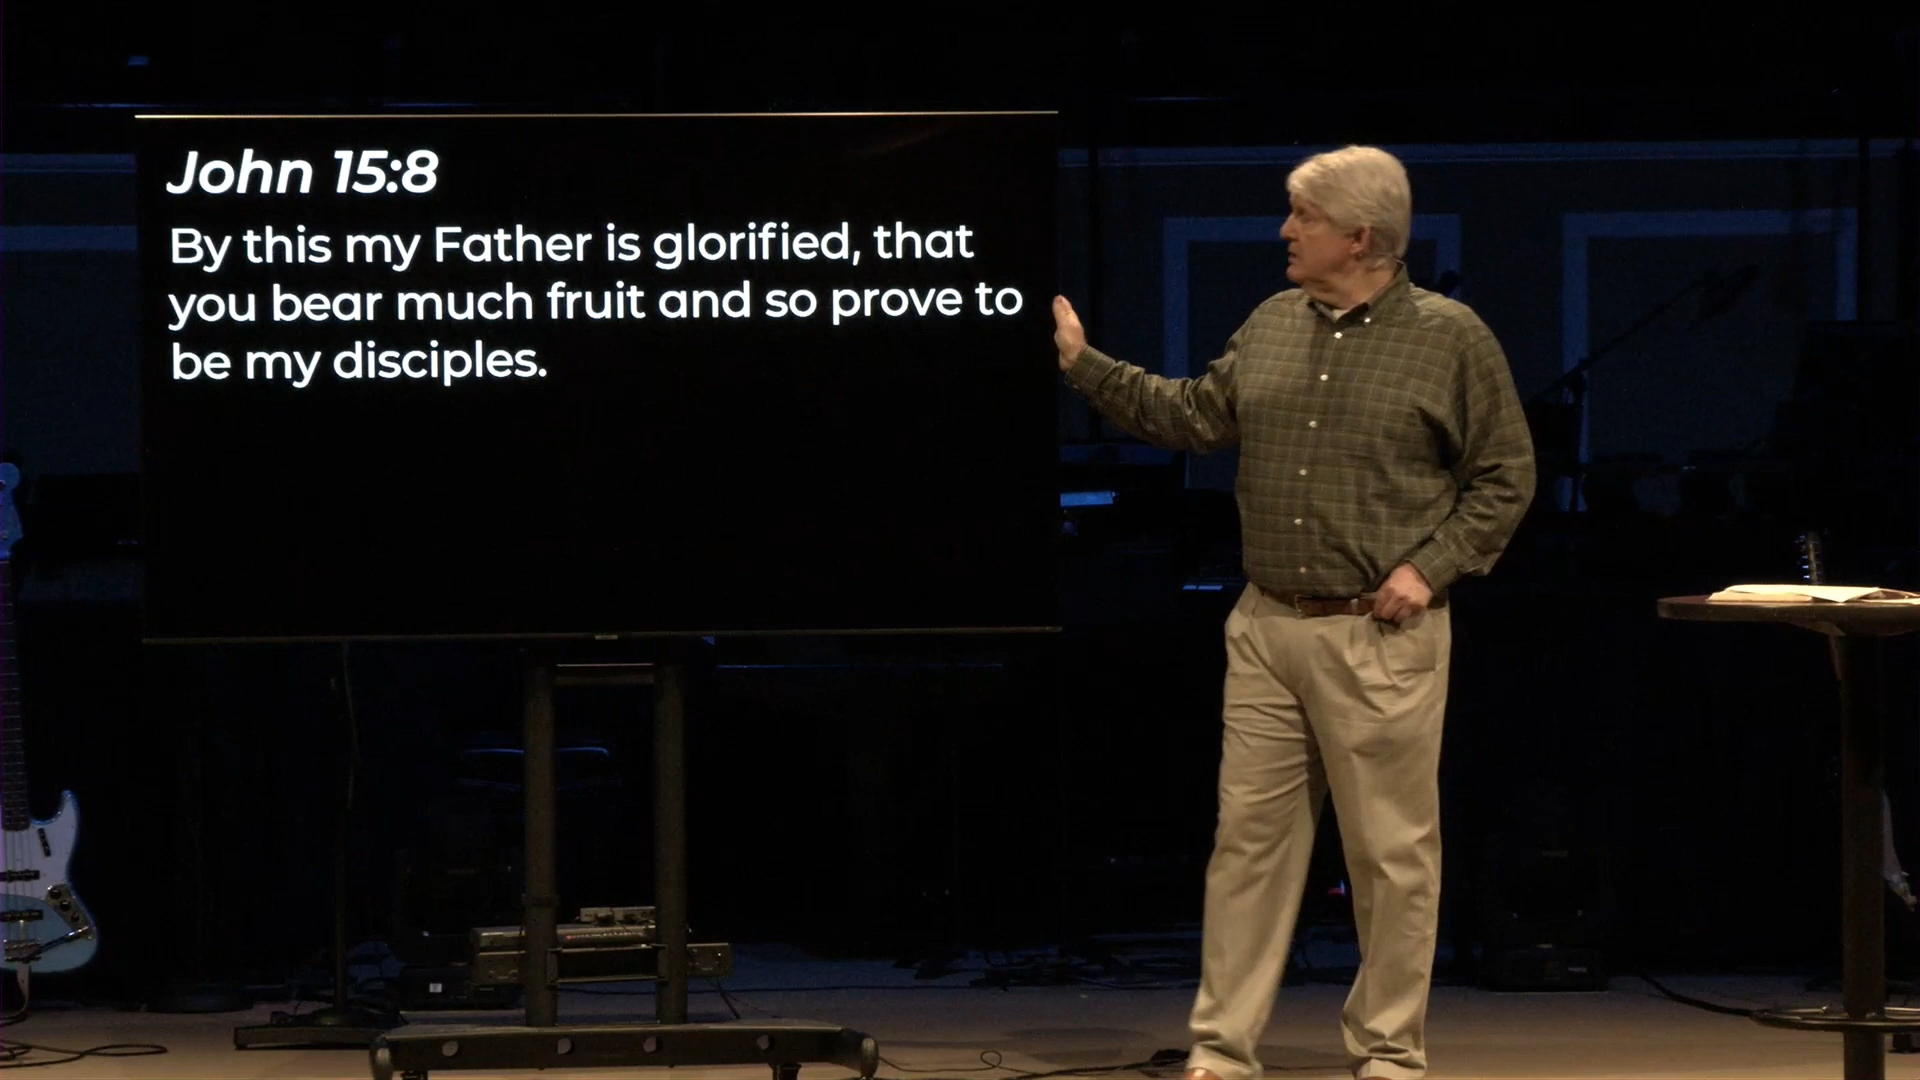 John 15:8
By this my Father is glorified, that
you bear much fruit and so prove to
be my disciples.